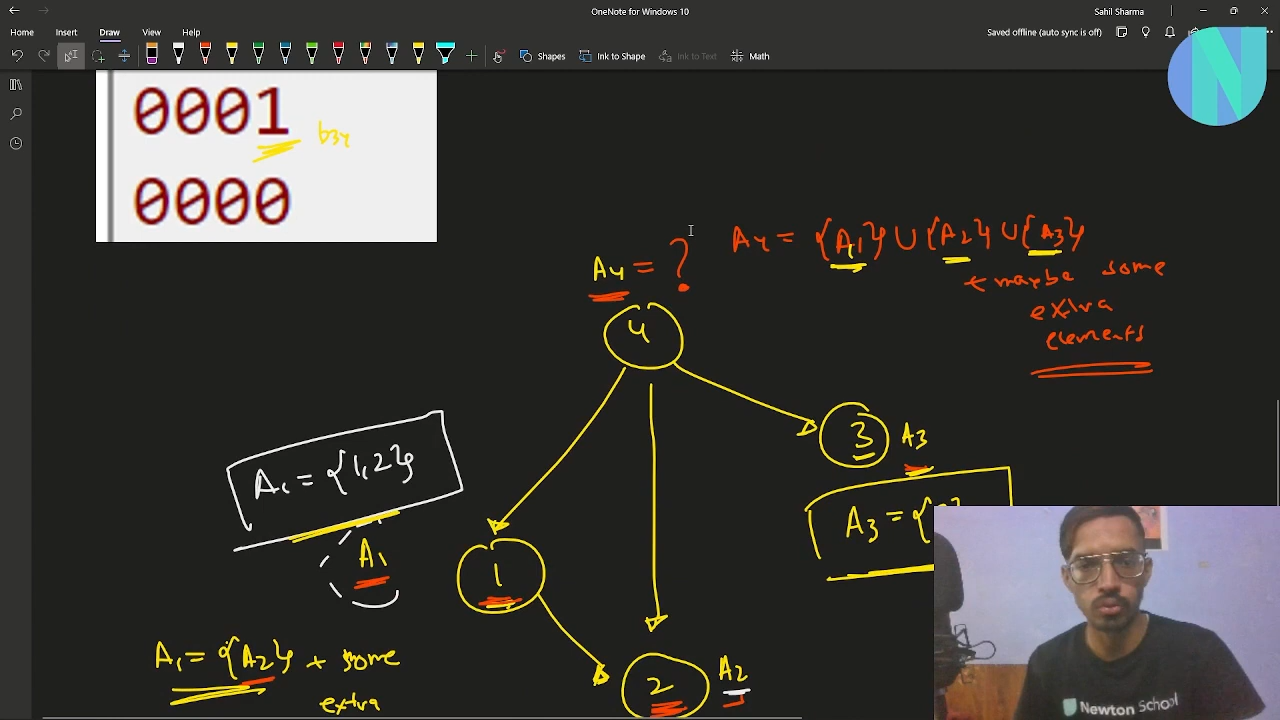 OneNote for Windows 10
Sahil Sharma
Home Insert Draw View Help
Saved offline (auto sync is off)
Shapes Ink to Shape Ink to Text Math
0001
b34
0000
A4 = ?
A4 = {A1} ∪ {A2} ∪ {A3}
+ maybe some
extra
elements
4
3
A3
A1 = {1,2}
A3 = {
A1
1
A1 = {A2} + some
extra
2
A2
Newton School
N